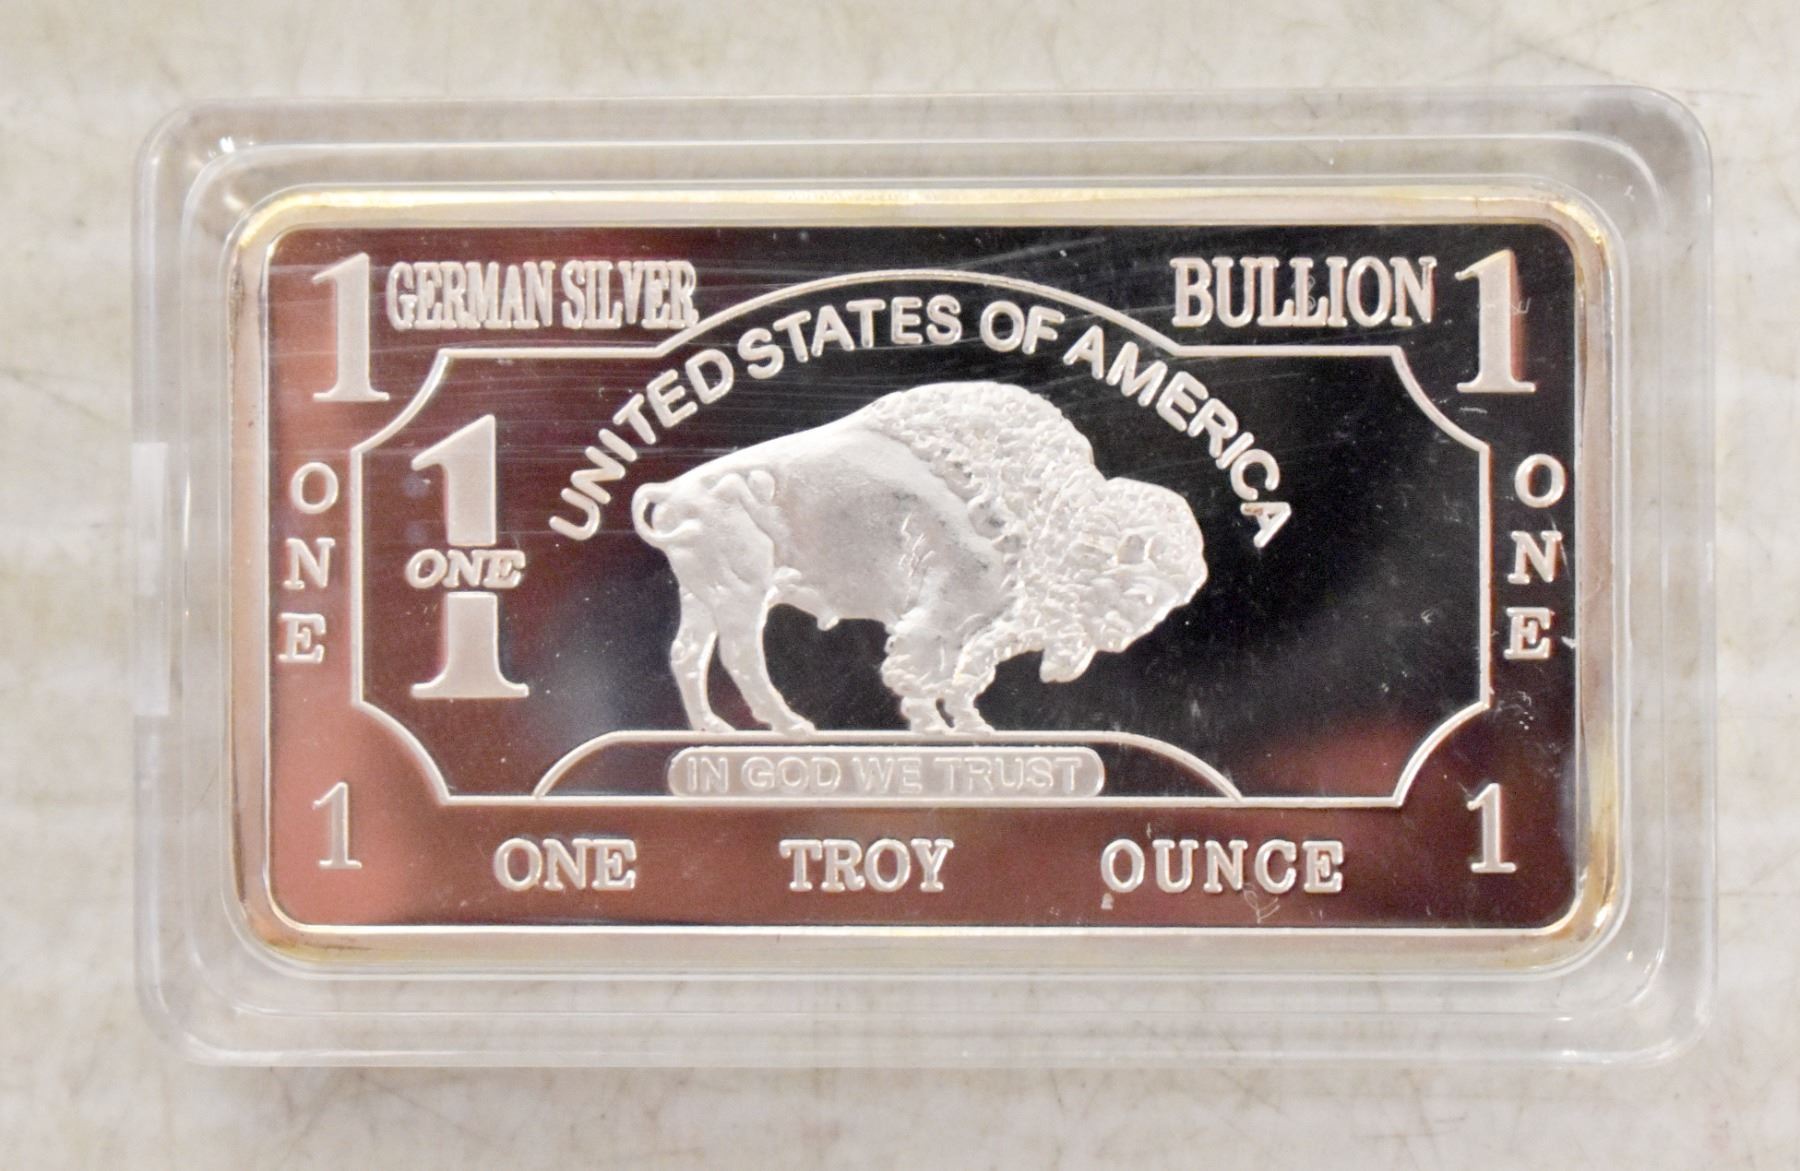 1 GERMAN SILVER BULLION 1
UNITED STATES OF AMERICA
1
ONE
ONE
ONE
IN GOD WE TRUST
1 ONE TROY OUNCE 1